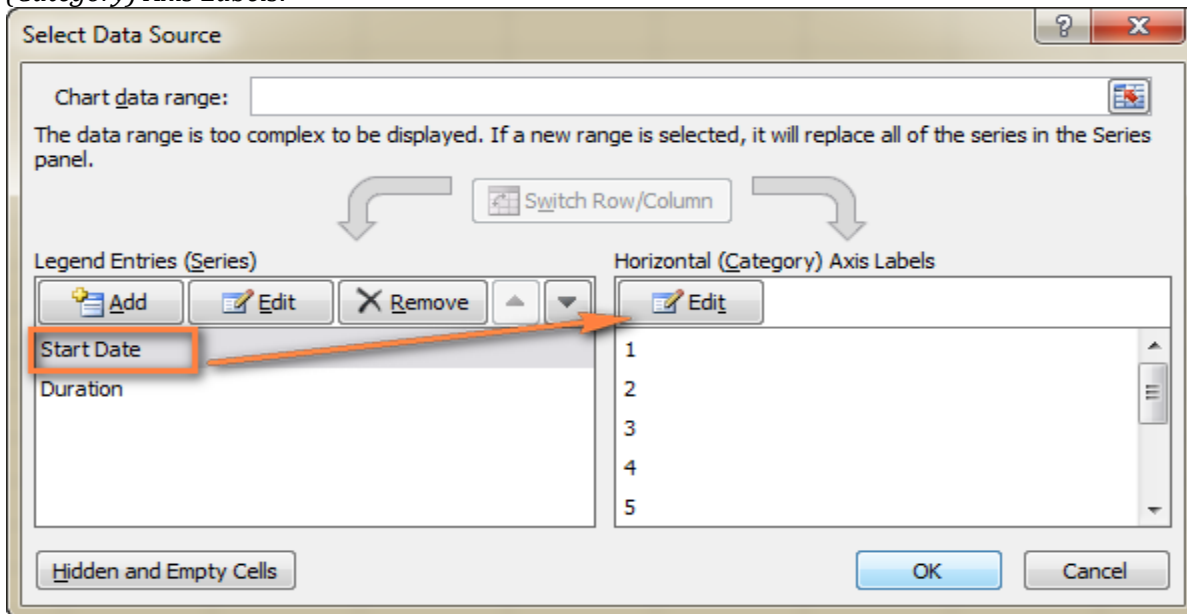 (Category) Axis Labels.
Select Data Source
Chart data range:
The data range is too complex to be displayed. If a new range is selected, it will replace all of the series in the Series
panel.
Switch Row/Column
Legend Entries (Series)
Add Edit Remove
Start Date
Duration
Horizontal (Category) Axis Labels
Edit
1
2
3
4
5
Hidden and Empty Cells
OK Cancel